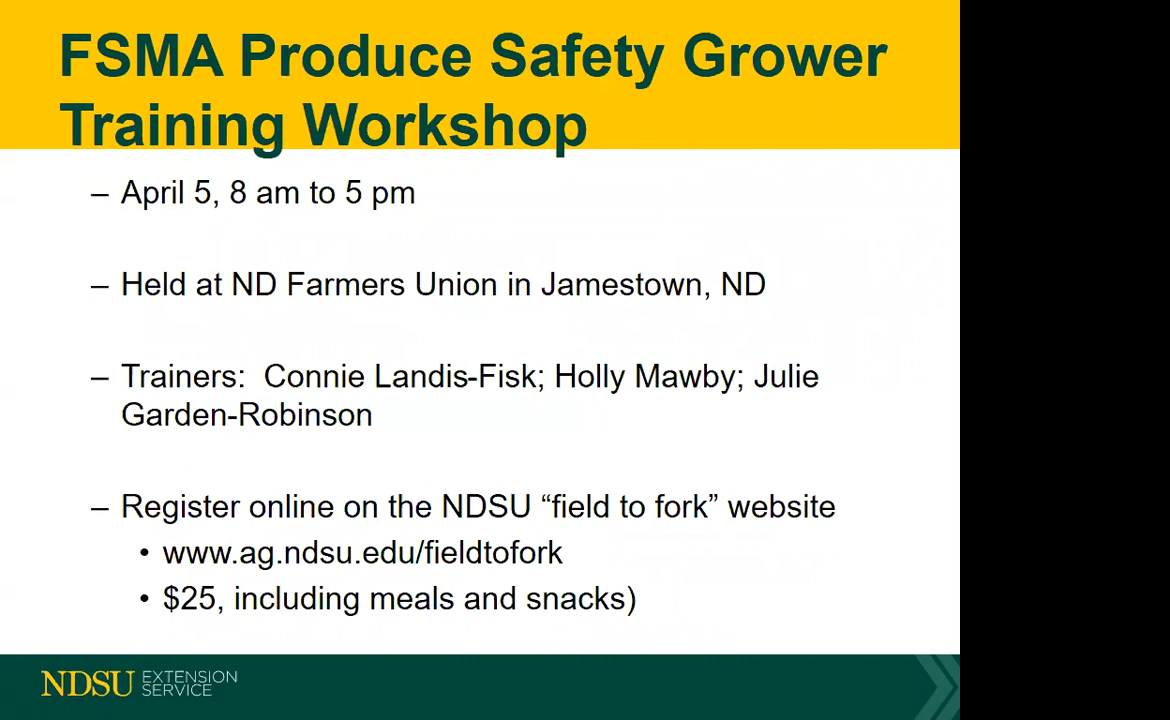 FSMA Produce Safety Grower
Training Workshop
– April 5, 8 am to 5 pm
– Held at ND Farmers Union in Jamestown, ND
– Trainers:  Connie Landis-Fisk; Holly Mawby; Julie
Garden-Robinson
– Register online on the NDSU “field to fork” website
• www.ag.ndsu.edu/fieldtofork
• $25, including meals and snacks)
NDSU EXTENSION
SERVICE